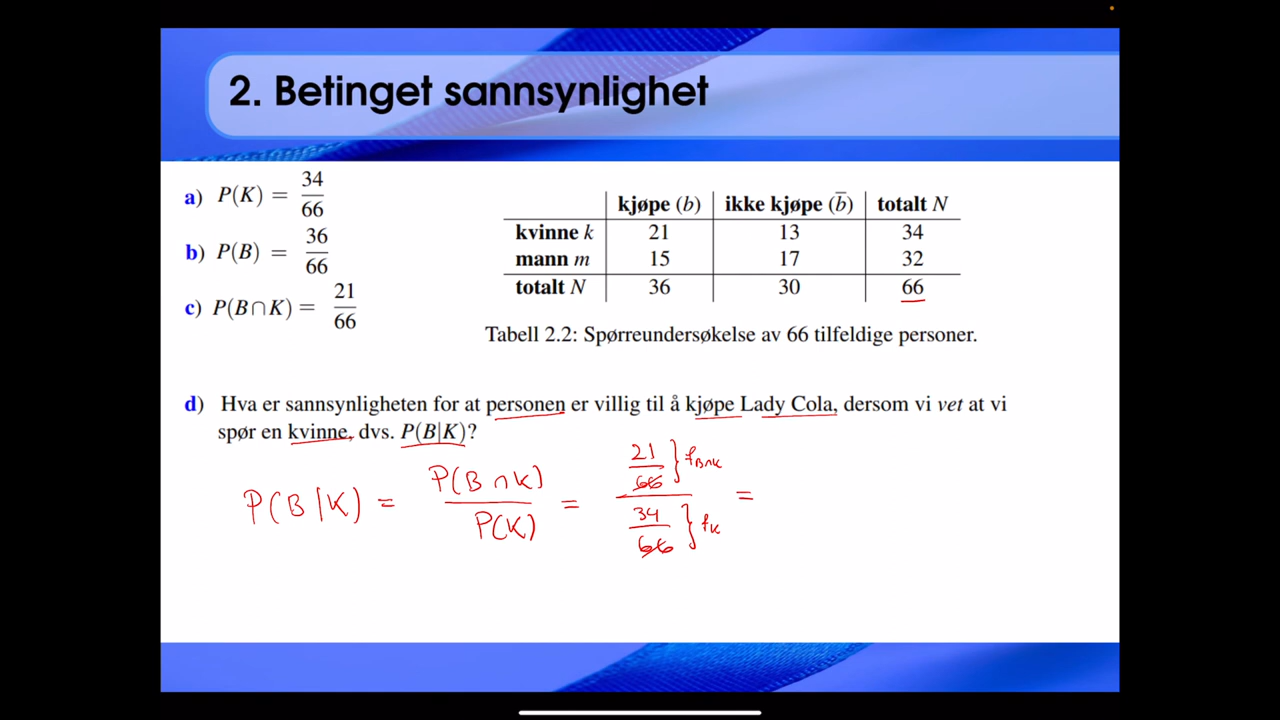 2. Betinget sannsynlighet
a) P(K) = 34/66
b) P(B) = 36/66
c) P(B∩K) = 21/66
kjøpe (b) ikke kjøpe (b̅) totalt N
kvinne k 21 13 34
mann m 15 17 32
totalt N 36 30 66
Tabell 2.2: Spørreundersøkelse av 66 tilfeldige personer.
d) Hva er sannsynligheten for at personen er villig til å kjøpe Lady Cola, dersom vi vet at vi
spør en kvinne, dvs. P(B|K)?
P(B|K) = P(B∩K)/P(K) = (21/66 } f_B∩K)/(34/66 } f_K) =